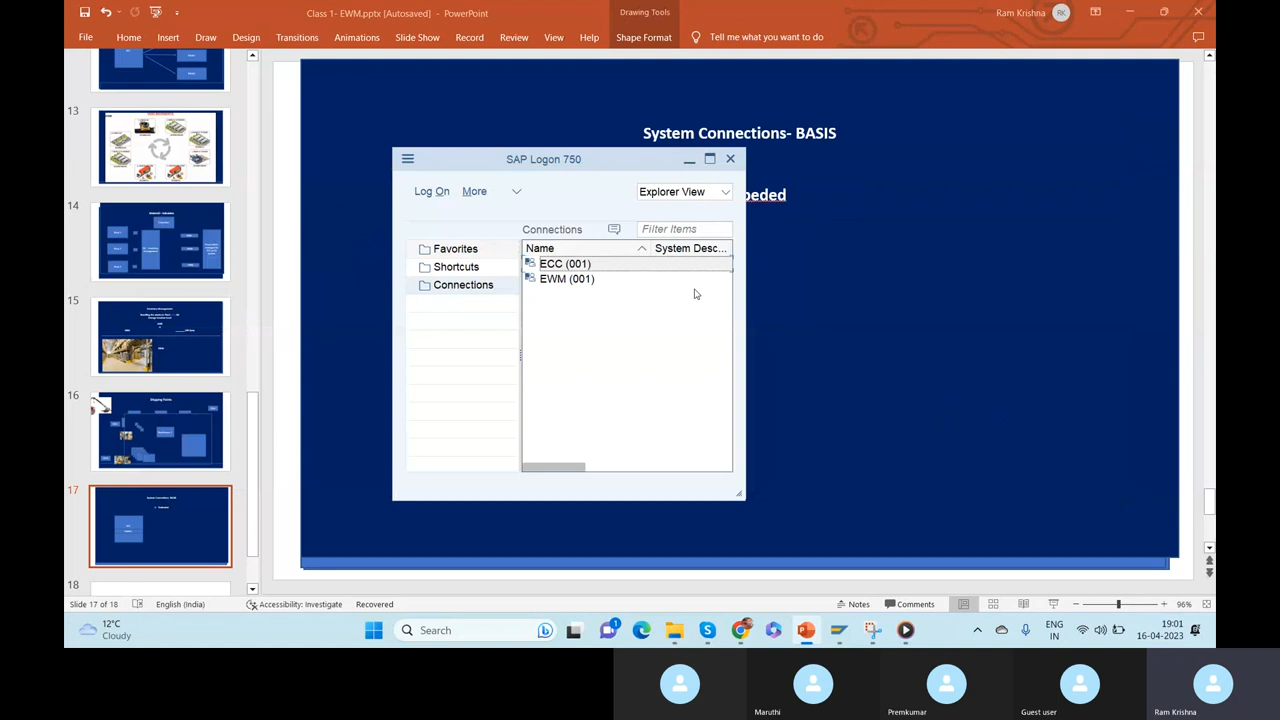 Class 1- EWM.pptx [Autosaved] - PowerPoint
Drawing Tools
Ram Krishna
RK
File
Home
Insert
Draw
Design
Transitions
Animations
Slide Show
Record
Review
View
Help
Shape Format
Tell me what you want to do
13
14
15
16
17
18
System Connections- BASIS
peded
SAP Logon 750
Log On
More
Explorer View
Connections
Filter Items
Favorites
Shortcuts
Connections
Name
System Desc...
ECC (001)
EWM (001)
Slide 17 of 18
English (India)
Accessibility: Investigate
Recovered
Notes
Comments
96%
12°C
Cloudy
Search
1
ENG
IN
19:01
16-04-2023
Maruthi
Premkumar
Guest user
Ram Krishna